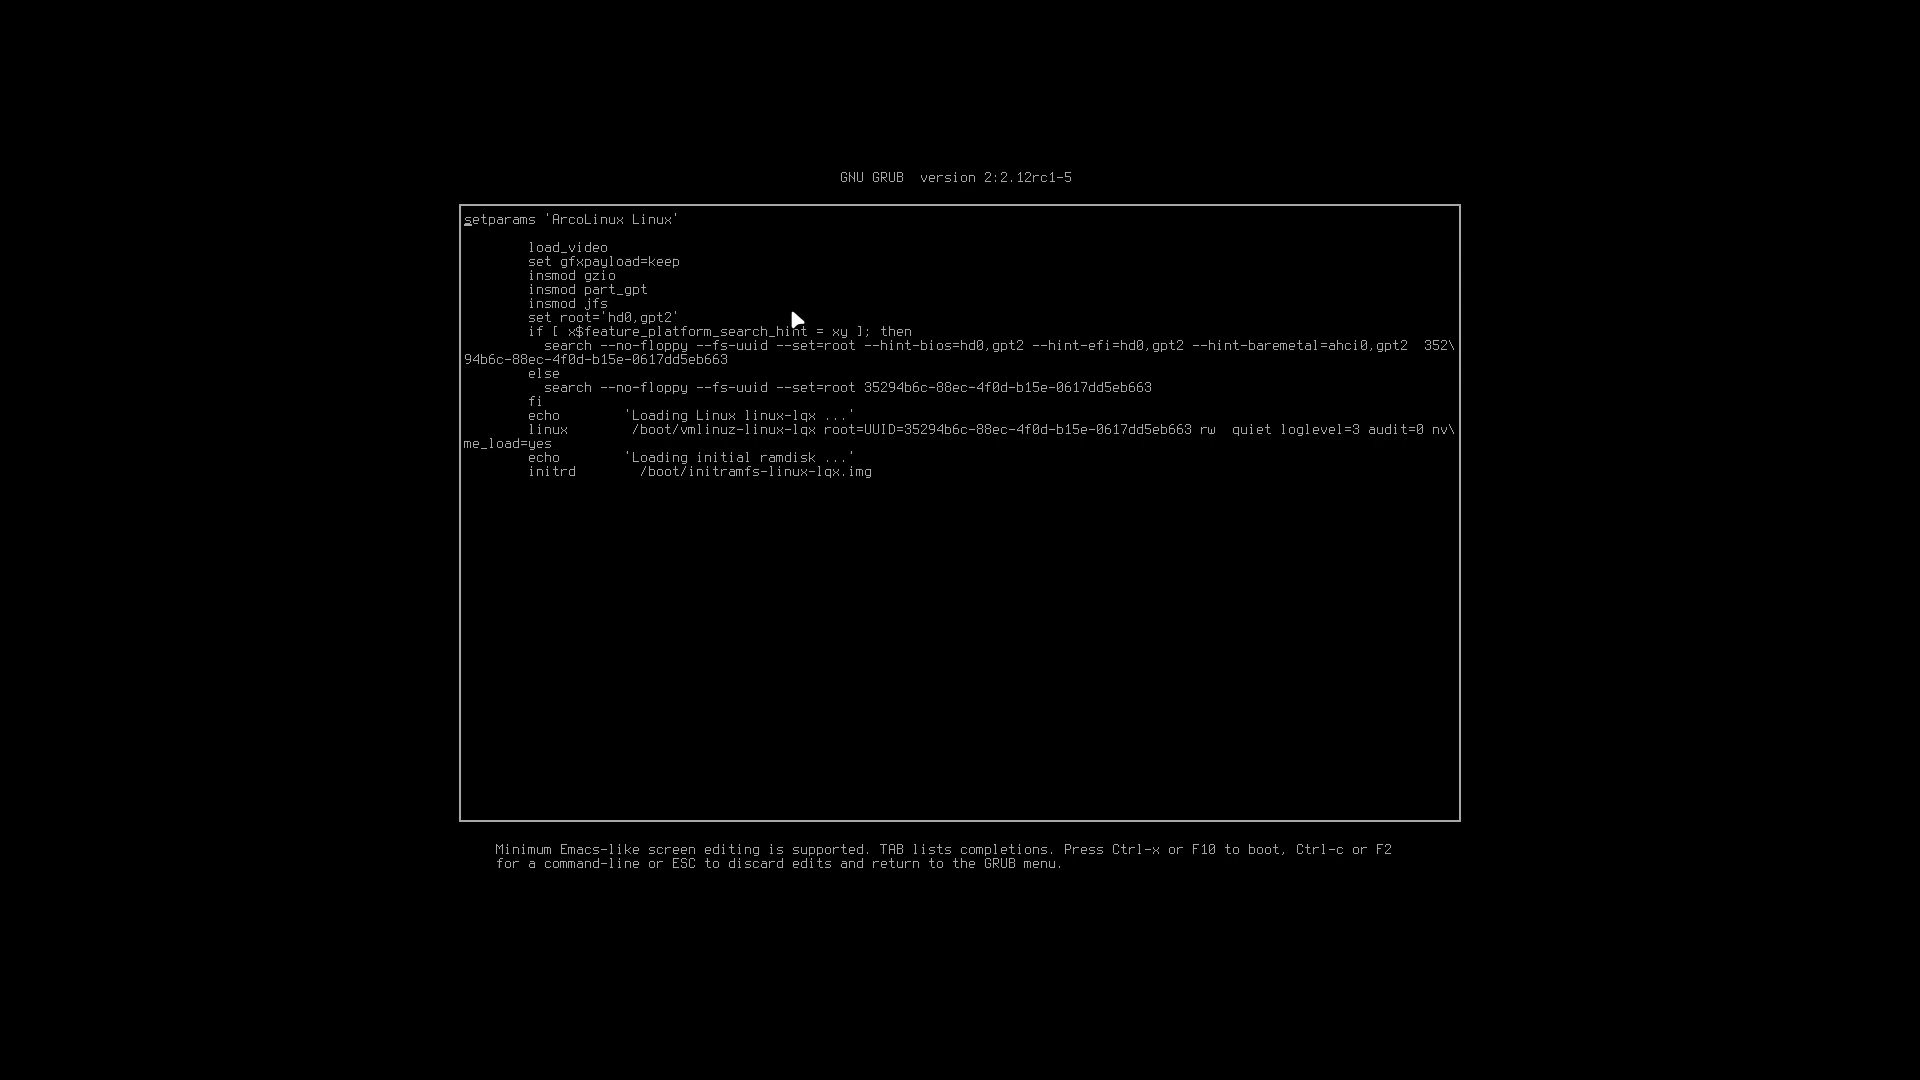 GNU GRUB  version 2:2.12rc1-5
setparams 'ArcoLinux Linux'
load_video
set gfxpayload=keep
insmod gzio
insmod part_gpt
insmod jfs
set root='hd0,gpt2'
if [ x$feature_platform_search_hint = xy ]; then
search --no-floppy --fs-uuid --set=root --hint-bios=hd0,gpt2 --hint-efi=hd0,gpt2 --hint-baremetal=ahci0,gpt2  352\
94b6c-88ec-4f0d-b15e-0617dd5eb663
else
search --no-floppy --fs-uuid --set=root 35294b6c-88ec-4f0d-b15e-0617dd5eb663
fi
echo        'Loading Linux linux-lqx ...'
linux        /boot/vmlinuz-linux-lqx root=UUID=35294b6c-88ec-4f0d-b15e-0617dd5eb663 rw  quiet loglevel=3 audit=0 nv\
me_load=yes
echo        'Loading initial ramdisk ...'
initrd        /boot/initramfs-linux-lqx.img
Minimum Emacs-like screen editing is supported. TAB lists completions. Press Ctrl-x or F10 to boot, Ctrl-c or F2
for a command-line or ESC to discard edits and return to the GRUB menu.